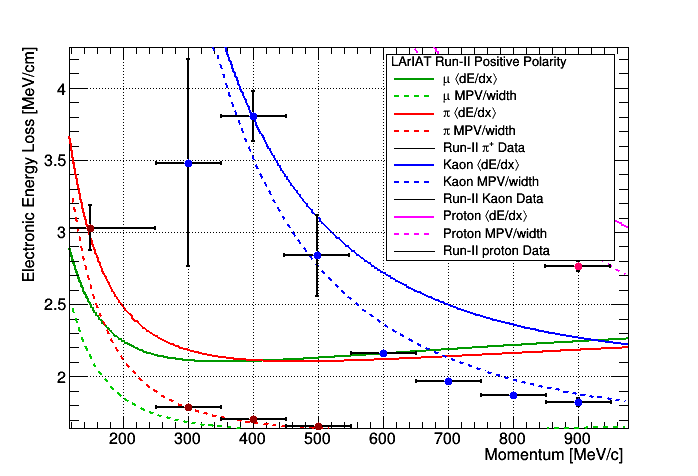 Electronic Energy Loss [MeV/cm]
4
3.5
3
2.5
2
LArIAT Run-II Positive Polarity
μ ⟨dE/dx⟩
μ MPV/width
π ⟨dE/dx⟩
π MPV/width
Run-II π⁺ Data
Kaon ⟨dE/dx⟩
Kaon MPV/width
Run-II Kaon Data
Proton ⟨dE/dx⟩
Proton MPV/width
Run-II proton Data
200 300 400 500 600 700 800 900
Momentum [MeV/c]